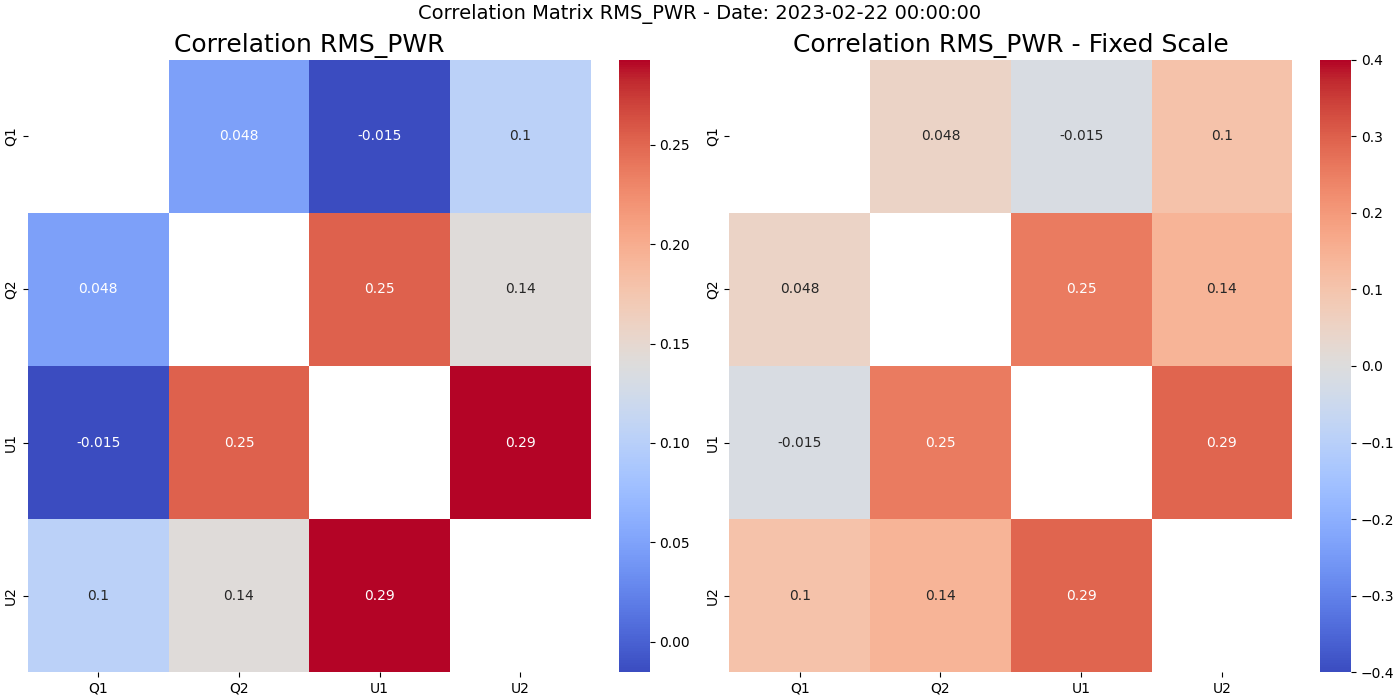 Correlation Matrix RMS_PWR - Date: 2023-02-22 00:00:00
Correlation RMS_PWR
Q1
0.048
-0.015
0.1
Q2
0.048
0.25
0.14
U1
-0.015
0.25
0.29
U2
0.1
0.14
0.29
Q1
Q2
U1
U2
0.25
0.20
0.15
0.10
0.05
0.00
Correlation RMS_PWR - Fixed Scale
Q1
0.048
-0.015
0.1
Q2
0.048
0.25
0.14
U1
-0.015
0.25
0.29
U2
0.1
0.14
0.29
Q1
Q2
U1
U2
0.4
0.3
0.2
0.1
0.0
−0.1
−0.2
−0.3
−0.4